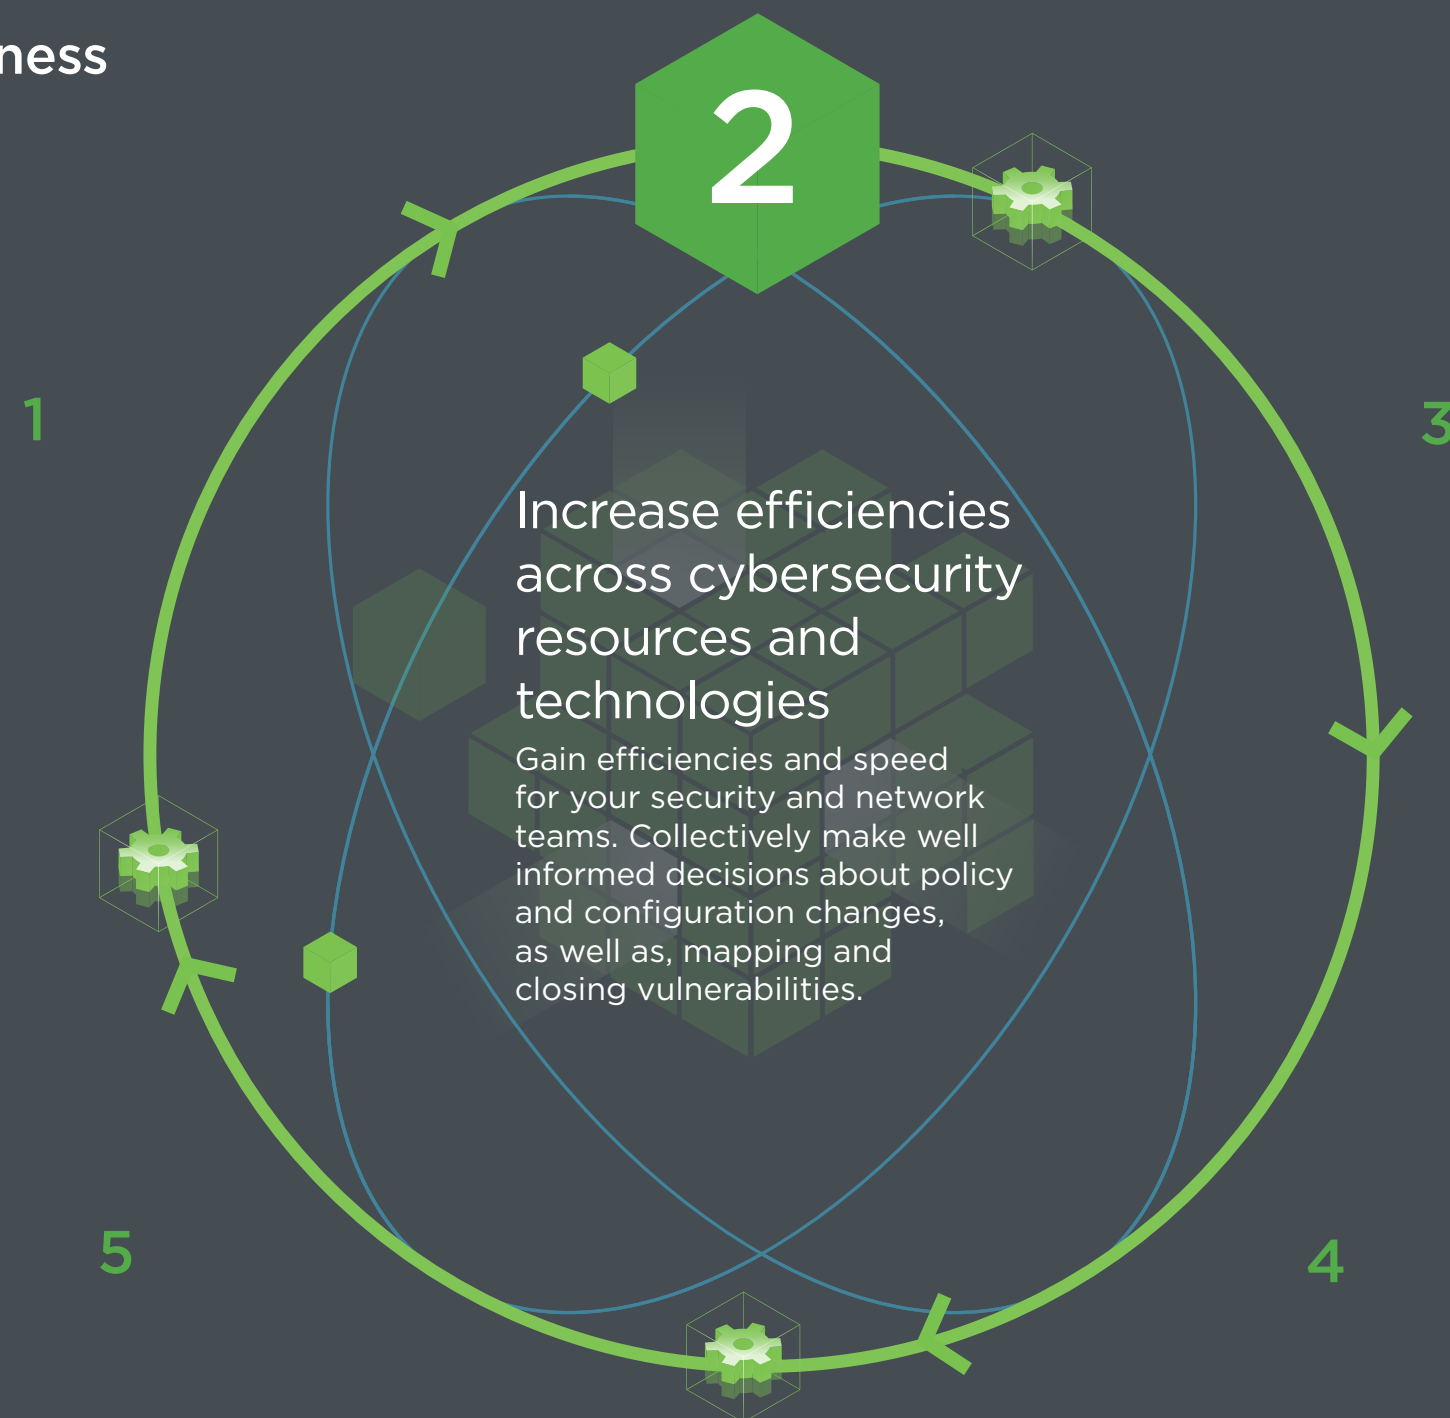 ness
2
1
3
Increase efficiencies
across cybersecurity
resources and
technologies
Gain efficiencies and speed
for your security and network
teams. Collectively make well
informed decisions about policy
and configuration changes,
as well as, mapping and
closing vulnerabilities.
5
4